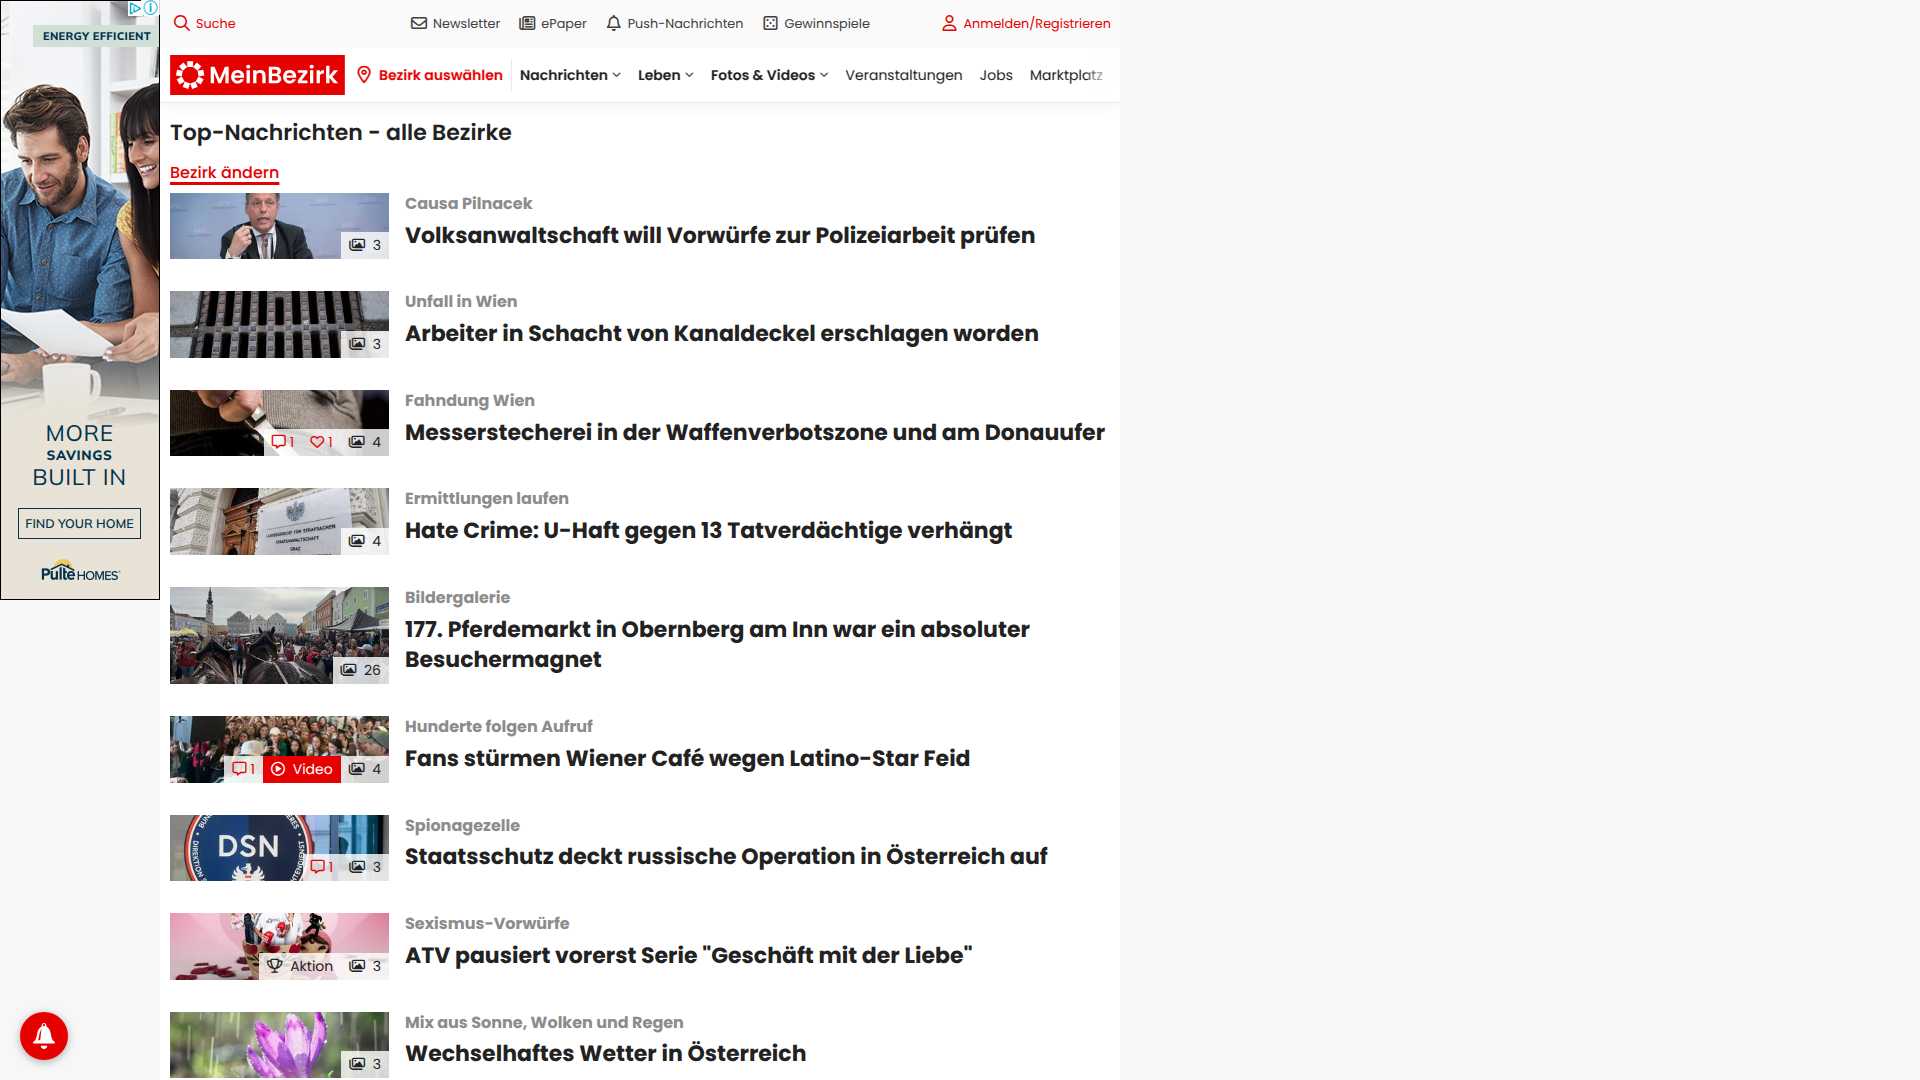 ENERGY EFFICIENT
MORE
SAVINGS
BUILT IN
FIND YOUR HOME
Pulte HOMES
Suche
Newsletter
ePaper
Push-Nachrichten
Gewinnspiele
Anmelden/Registrieren
MeinBezirk
Bezirk auswählen
Nachrichten
Leben
Fotos & Videos
Veranstaltungen
Jobs
Marktplatz
Top-Nachrichten - alle Bezirke
Bezirk ändern
3
Causa Pilnacek
Volksanwaltschaft will Vorwürfe zur Polizeiarbeit prüfen
3
Unfall in Wien
Arbeiter in Schacht von Kanaldeckel erschlagen worden
1 1 4
Fahndung Wien
Messerstecherei in der Waffenverbotszone und am Donauufer
4
Ermittlungen laufen
Hate Crime: U-Haft gegen 13 Tatverdächtige verhängt
26
Bildergalerie
177. Pferdemarkt in Obernberg am Inn war ein absoluter
Besuchermagnet
1 Video 4
Hunderte folgen Aufruf
Fans stürmen Wiener Café wegen Latino-Star Feid
DSN
1 3
Spionagezelle
Staatsschutz deckt russische Operation in Österreich auf
Aktion 3
Sexismus-Vorwürfe
ATV pausiert vorerst Serie "Geschäft mit der Liebe"
3
Mix aus Sonne, Wolken und Regen
Wechselhaftes Wetter in Österreich